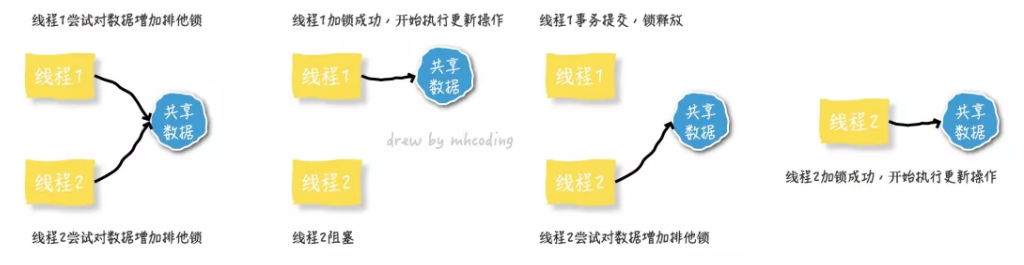 线程1尝试对数据增加排他锁
线程1
共享
数据
线程2
线程2尝试对数据增加排他锁
线程1加锁成功，开始执行更新操作
线程1
共享
数据
drew by mhcoding
线程2
线程2阻塞
线程1事务提交，锁释放
线程1
共享
数据
线程2
线程2尝试对数据增加排他锁
线程2
共享
数据
线程2加锁成功，开始执行更新操作